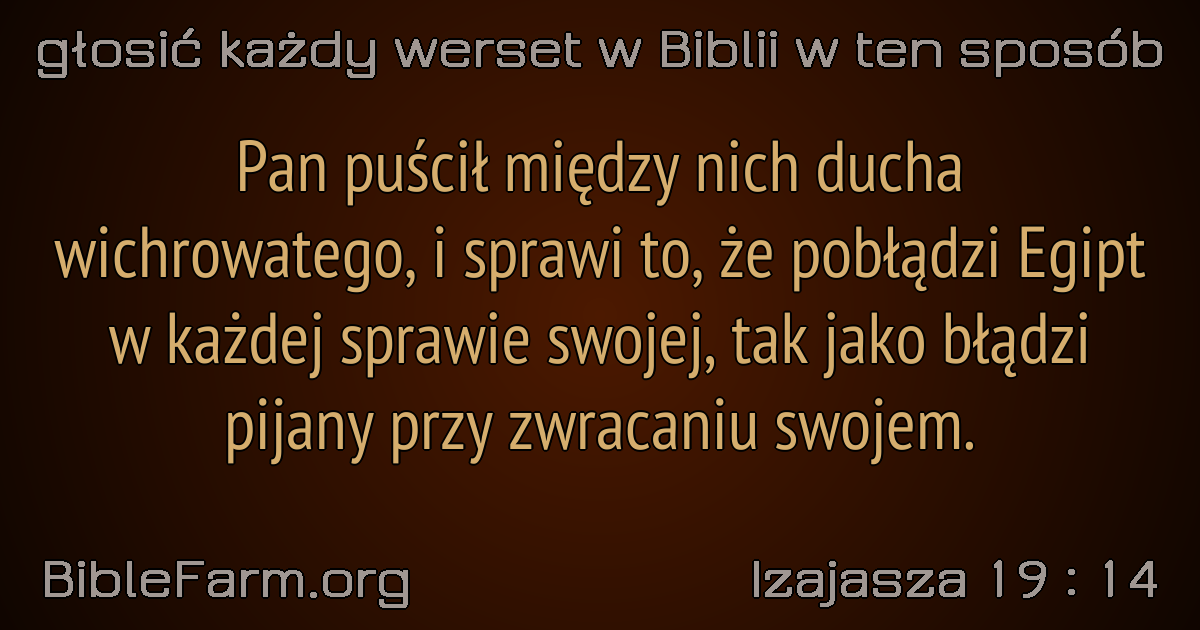 głosić każdy werset w Biblii w ten sposób
Pan puścił między nich ducha
wichrowatego, i sprawi to, że pobłądzi Egipt
w każdej sprawie swojej, tak jako błądzi
pijany przy zwracaniu swojem.
BibleFarm.org
Izajasza 19 : 14